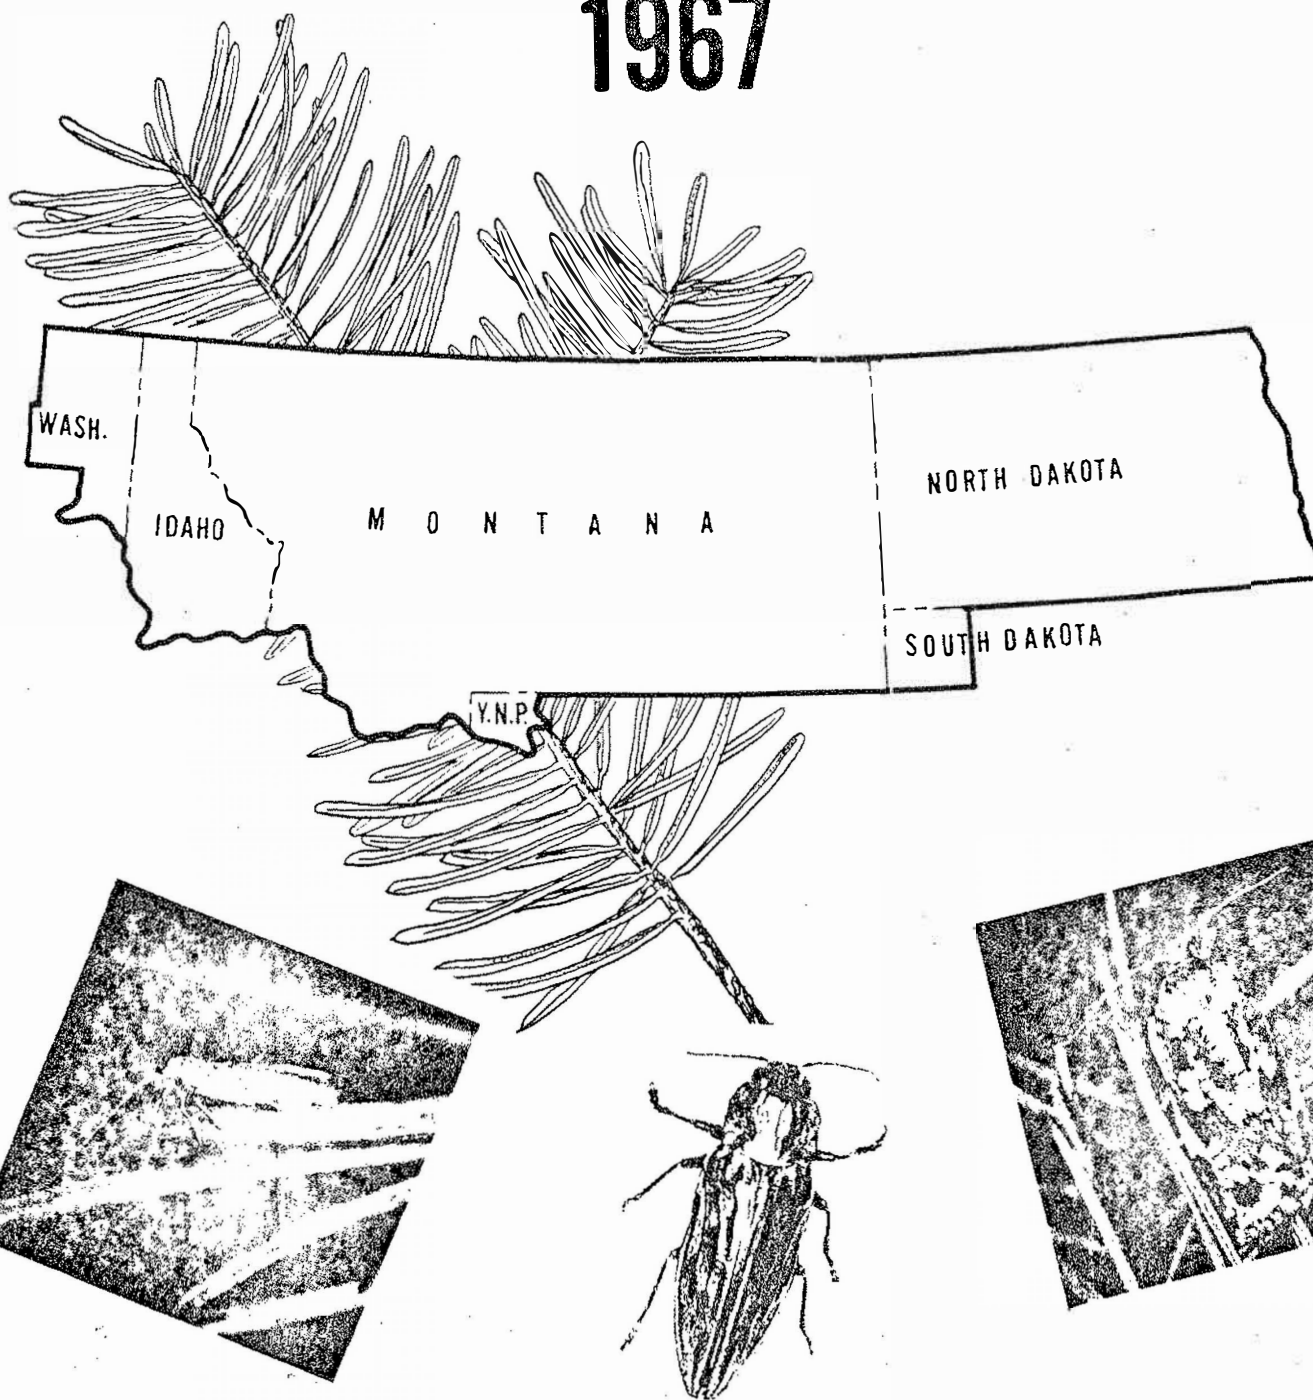 1967
WASH.
IDAHO
M O N T A N A
NORTH DAKOTA
SOUTH DAKOTA
Y.N.P.